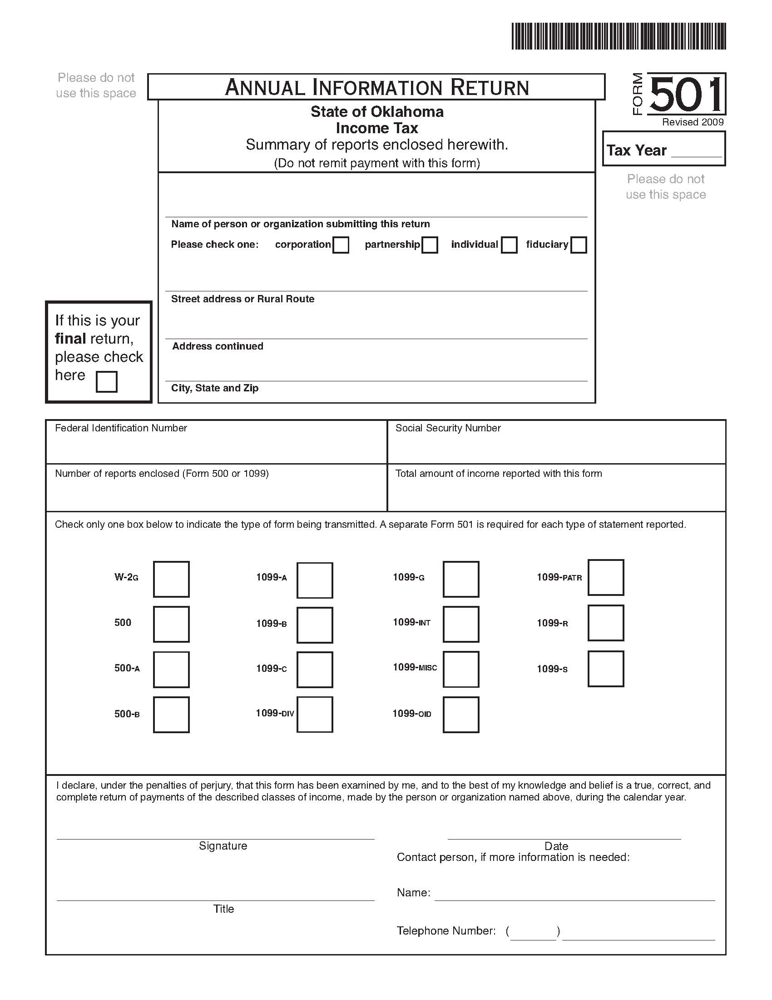 Please do not
use this space
ANNUAL INFORMATION RETURN
FORM 501
Revised 2009
State of Oklahoma
Income Tax
Summary of reports enclosed herewith.
(Do not remit payment with this form)
Tax Year
Please do not
use this space
Name of person or organization submitting this return
Please check one: corporation partnership individual fiduciary
Street address or Rural Route
If this is your
final return,
please check
here
Address continued
City, State and Zip
Federal Identification Number
Social Security Number
Number of reports enclosed (Form 500 or 1099)
Total amount of income reported with this form
Check only one box below to indicate the type of form being transmitted. A separate Form 501 is required for each type of statement reported.
W-2G 1099-A 1099-G 1099-PATR
500 1099-B 1099-INT 1099-R
500-A 1099-C 1099-MISC 1099-S
500-B 1099-DIV 1099-OID
I declare, under the penalties of perjury, that this form has been examined by me, and to the best of my knowledge and belief is a true, correct, and
complete return of payments of the described classes of income, made by the person or organization named above, during the calendar year.
Signature
Date
Contact person, if more information is needed:
Name:
Title
Telephone Number: ( )